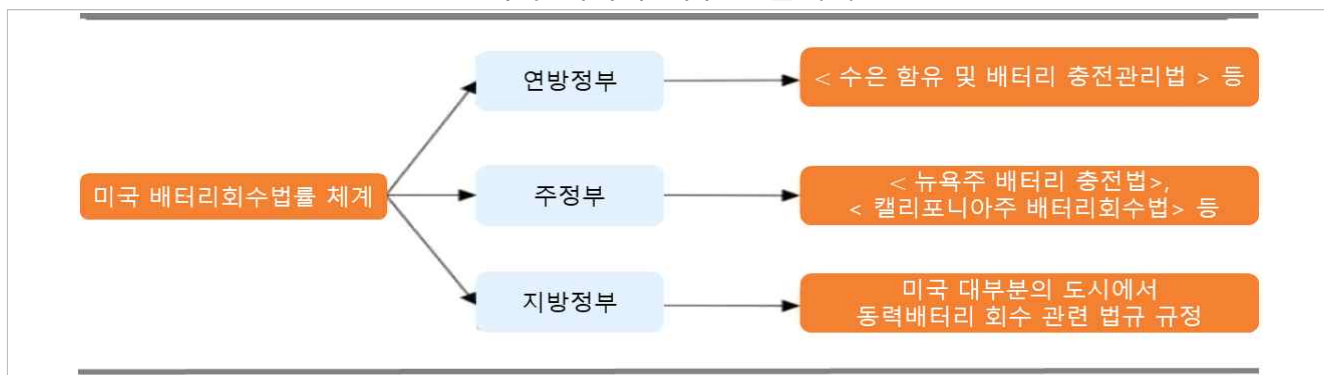 연방정부
< 수은 함유 및 배터리 충전관리법 > 등
미국 배터리회수법률 체계
주정부
< 뉴욕주 배터리 충전법>,
< 캘리포니아주 배터리회수법> 등
지방정부
미국 대부분의 도시에서
동력배터리 회수 관련 법규 규정